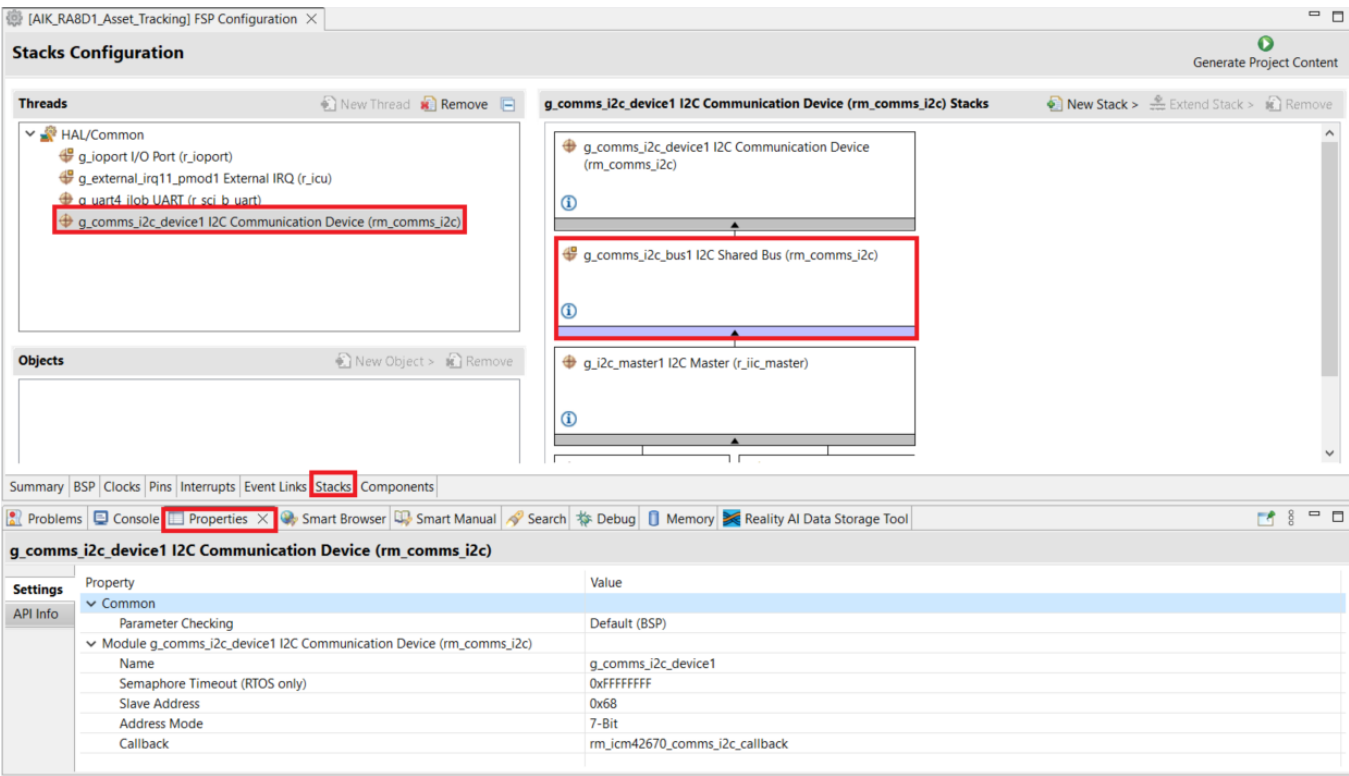 [AIK_RA8D1_Asset_Tracking] FSP Configuration
Stacks Configuration
Generate Project Content
Threads
New Thread
Remove
HAL/Common
g_ioport I/O Port (r_ioport)
g_external_irq11_pmod1 External IRQ (r_icu)
g_uart4_ilob UART (r_sci_b_uart)
g_comms_i2c_device1 I2C Communication Device (rm_comms_i2c)
Objects
New Object >
Remove
g_comms_i2c_device1 I2C Communication Device (rm_comms_i2c) Stacks
New Stack >
Extend Stack >
Remove
g_comms_i2c_device1 I2C Communication Device
(rm_comms_i2c)
g_comms_i2c_bus1 I2C Shared Bus (rm_comms_i2c)
g_i2c_master1 I2C Master (r_iic_master)
Summary BSP Clocks Pins Interrupts Event Links Stacks Components
Problems Console Properties Smart Browser Smart Manual Search Debug Memory Reality AI Data Storage Tool
g_comms_i2c_device1 I2C Communication Device (rm_comms_i2c)
Settings
API Info
Property Value
Common
Parameter Checking Default (BSP)
Module g_comms_i2c_device1 I2C Communication Device (rm_comms_i2c)
Name g_comms_i2c_device1
Semaphore Timeout (RTOS only) 0xFFFFFFFF
Slave Address 0x68
Address Mode 7-Bit
Callback rm_icm42670_comms_i2c_callback